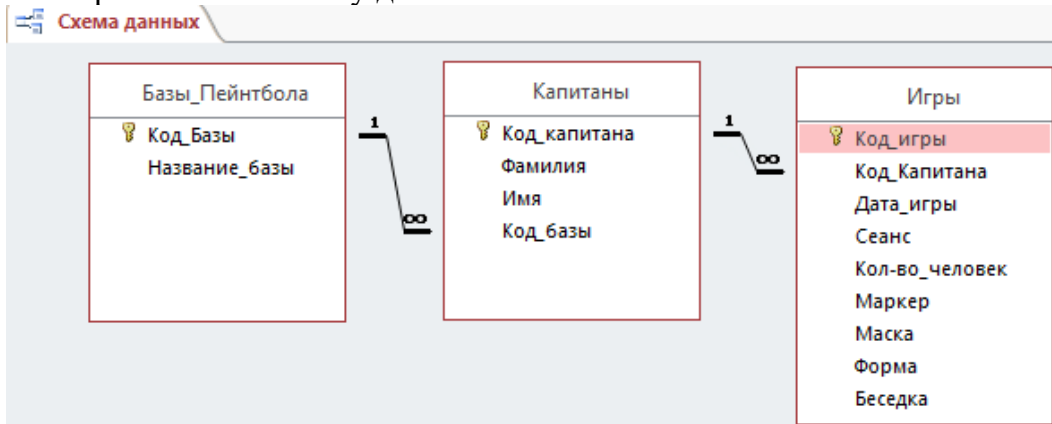 Схема данных
Базы_Пейнтбола
Код_Базы
Название_базы
1
∞
Капитаны
Код_капитана
Фамилия
Имя
Код_базы
1
∞
Игры
Код_игры
Код_Капитана
Дата_игры
Сеанс
Кол-во_человек
Маркер
Маска
Форма
Беседка